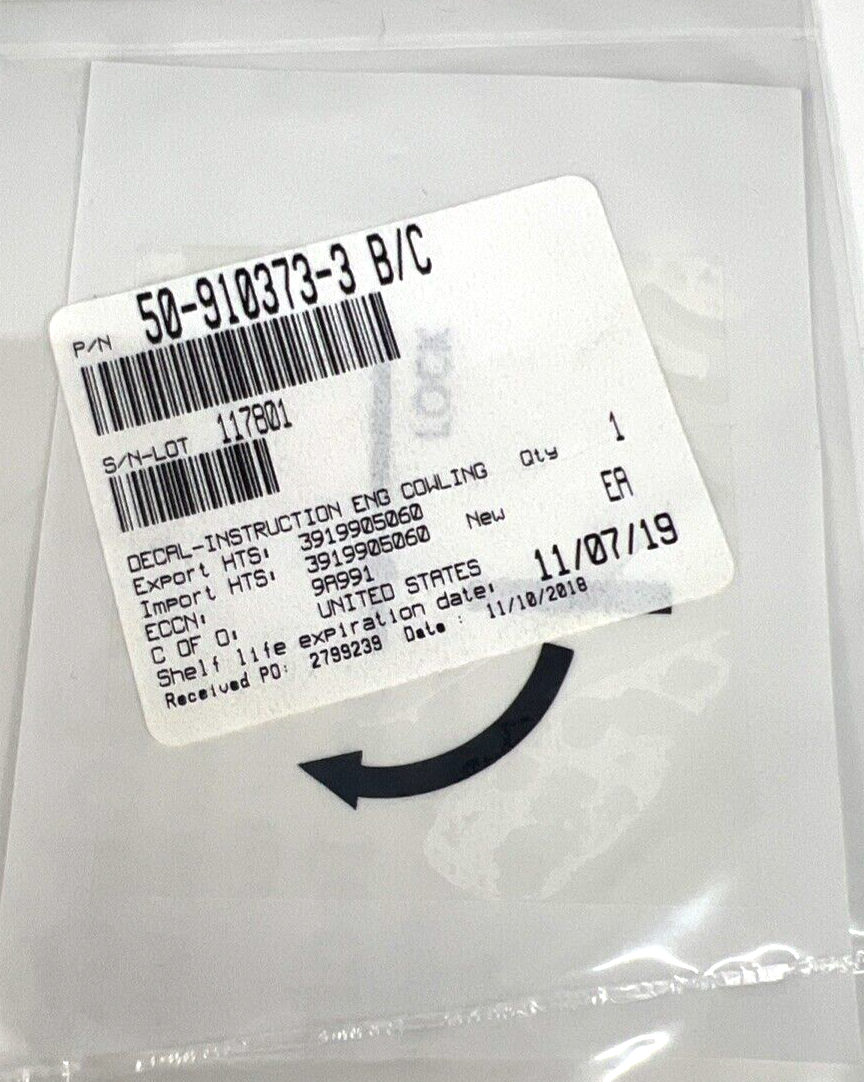 P/N 50-910373-3 B/C
S/N-LOT 117801
DECAL-INSTRUCTION ENG COWLING Qty 1
Export HTS: 3919905060 New EA
Import HTS: 3919905060
ECCN: 9A991
C OF O: UNITED STATES
Shelf life expiration date: 11/07/19
Received PO: 2799239 Date : 11/10/2018
LOCK